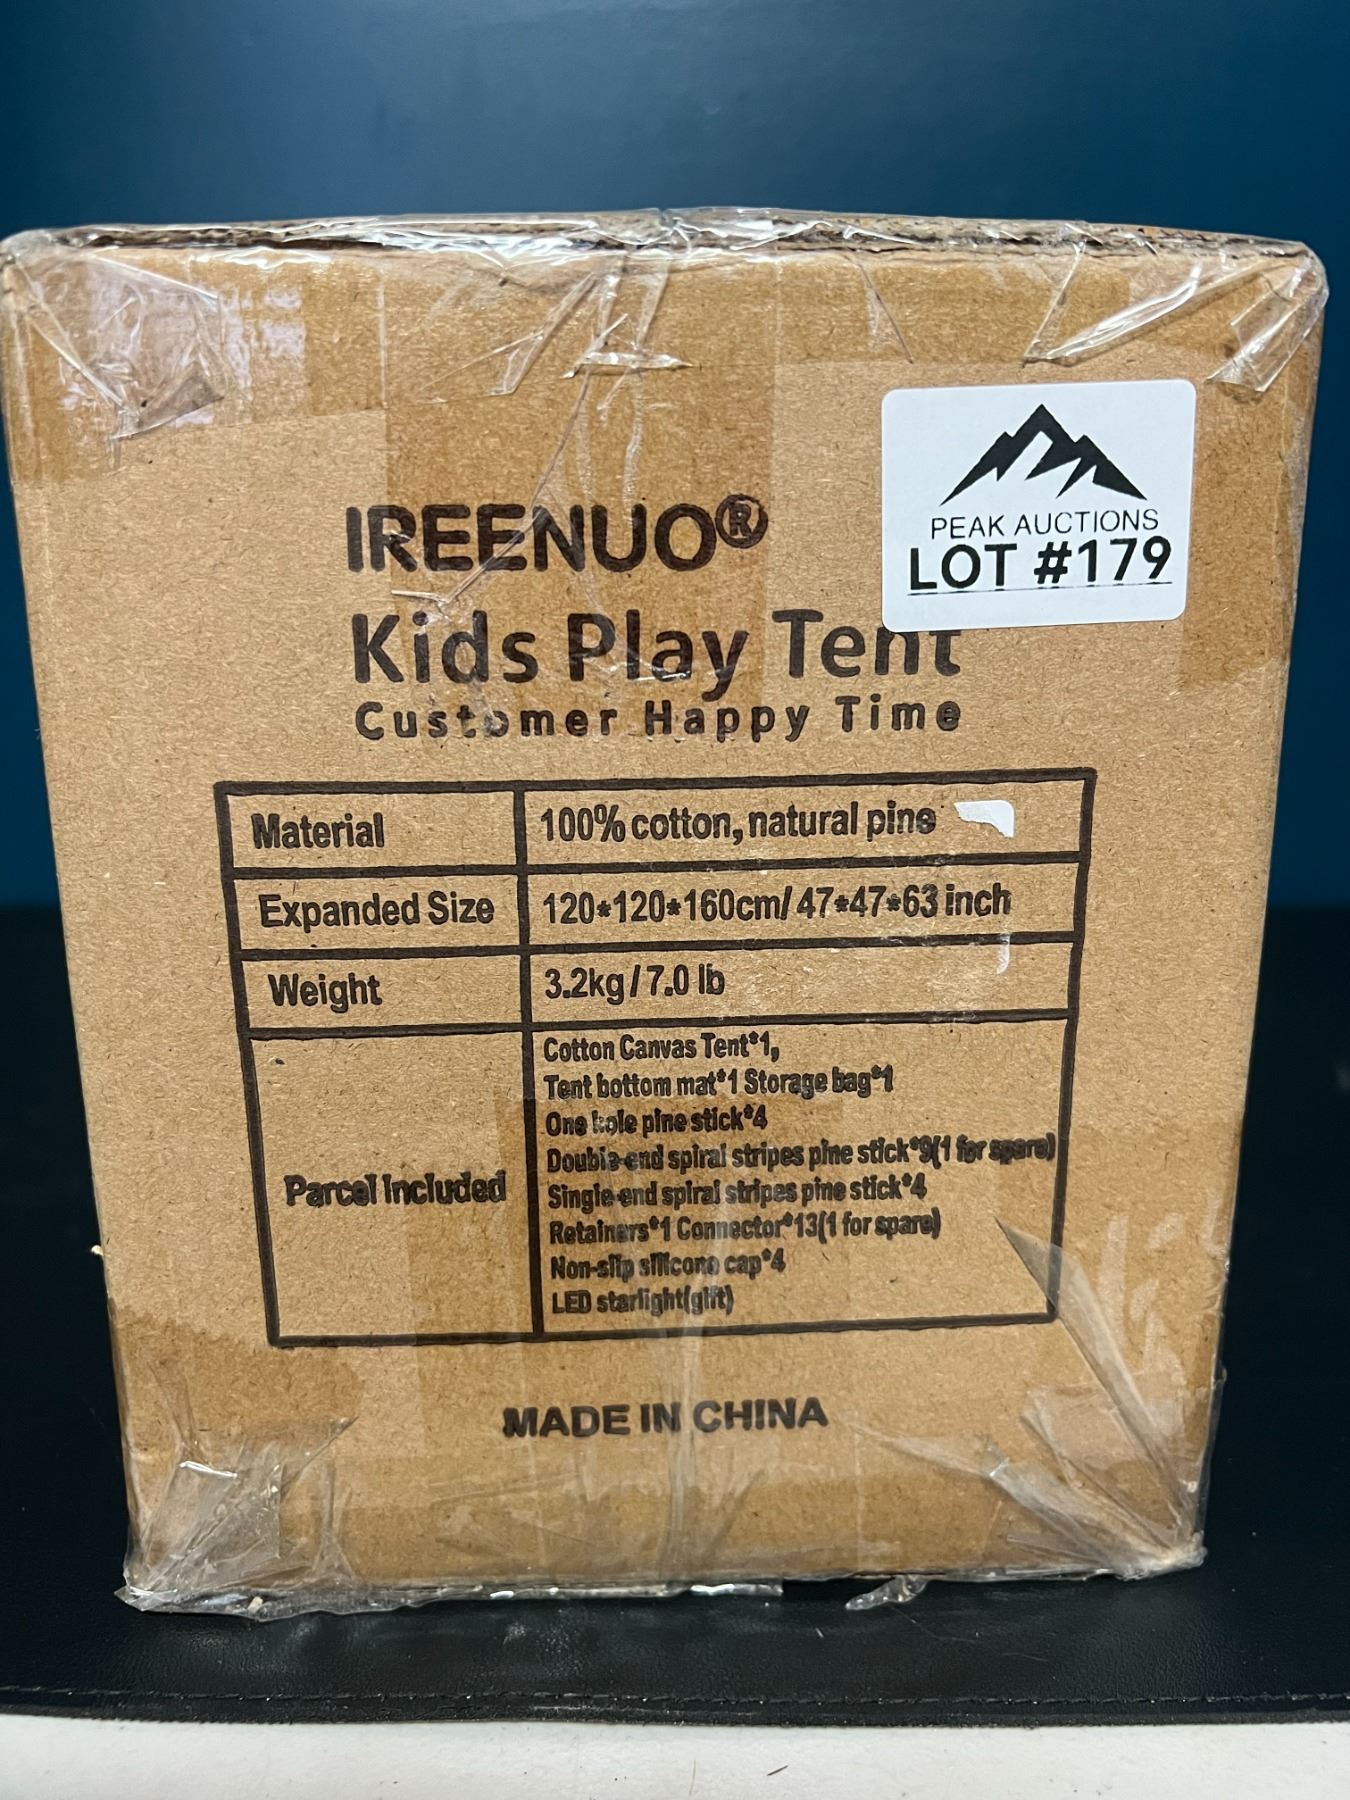 PEAK AUCTIONS
LOT #179
IREENUO®
Kids Play Tent
Customer Happy Time
Material 100% cotton, natural pine
Expanded Size 120*120*160cm/ 47*47*63 inch
Weight 3.2kg / 7.0 lb
Parcel Included
Cotton Canvas Tent*1,
Tent bottom mat*1 Storage bag*1
One hole pine stick*4
Double-end spiral stripes pine stick*9(1 for spare)
Single-end spiral stripes pine stick*4
Retainers*1 Connector*13(1 for spare)
Non-slip silicone cap*4
LED starlight(gift)
MADE IN CHINA